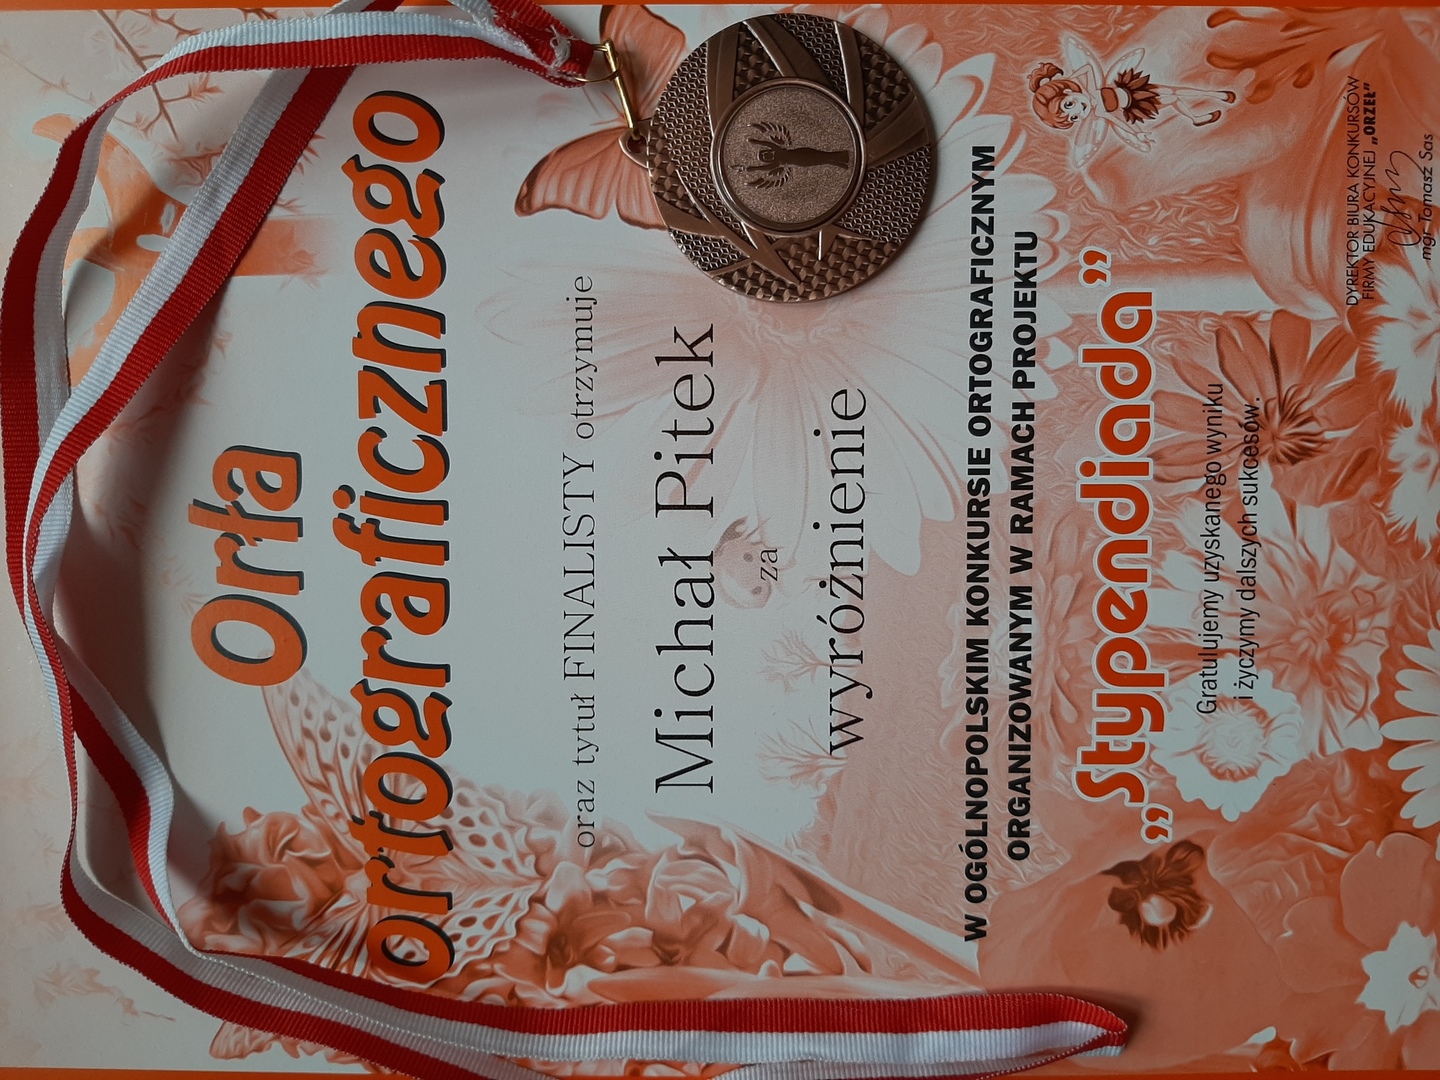 Orła
ortograficznego
oraz tytuł FINALISTY otrzymuje
Michał Pitek
za
wyróżnienie
W OGÓLNOPOLSKIM KONKURSIE ORTOGRAFICZNYM
ORGANIZOWANYM W RAMACH PROJEKTU
„Stypendiada”
Gratulujemy uzyskanego wyniku
i życzymy dalszych sukcesów.
DYREKTOR BIURA KONKURSÓW
FIRMY EDUKACYJNEJ „ORZEŁ”
mgr Tomasz Sas